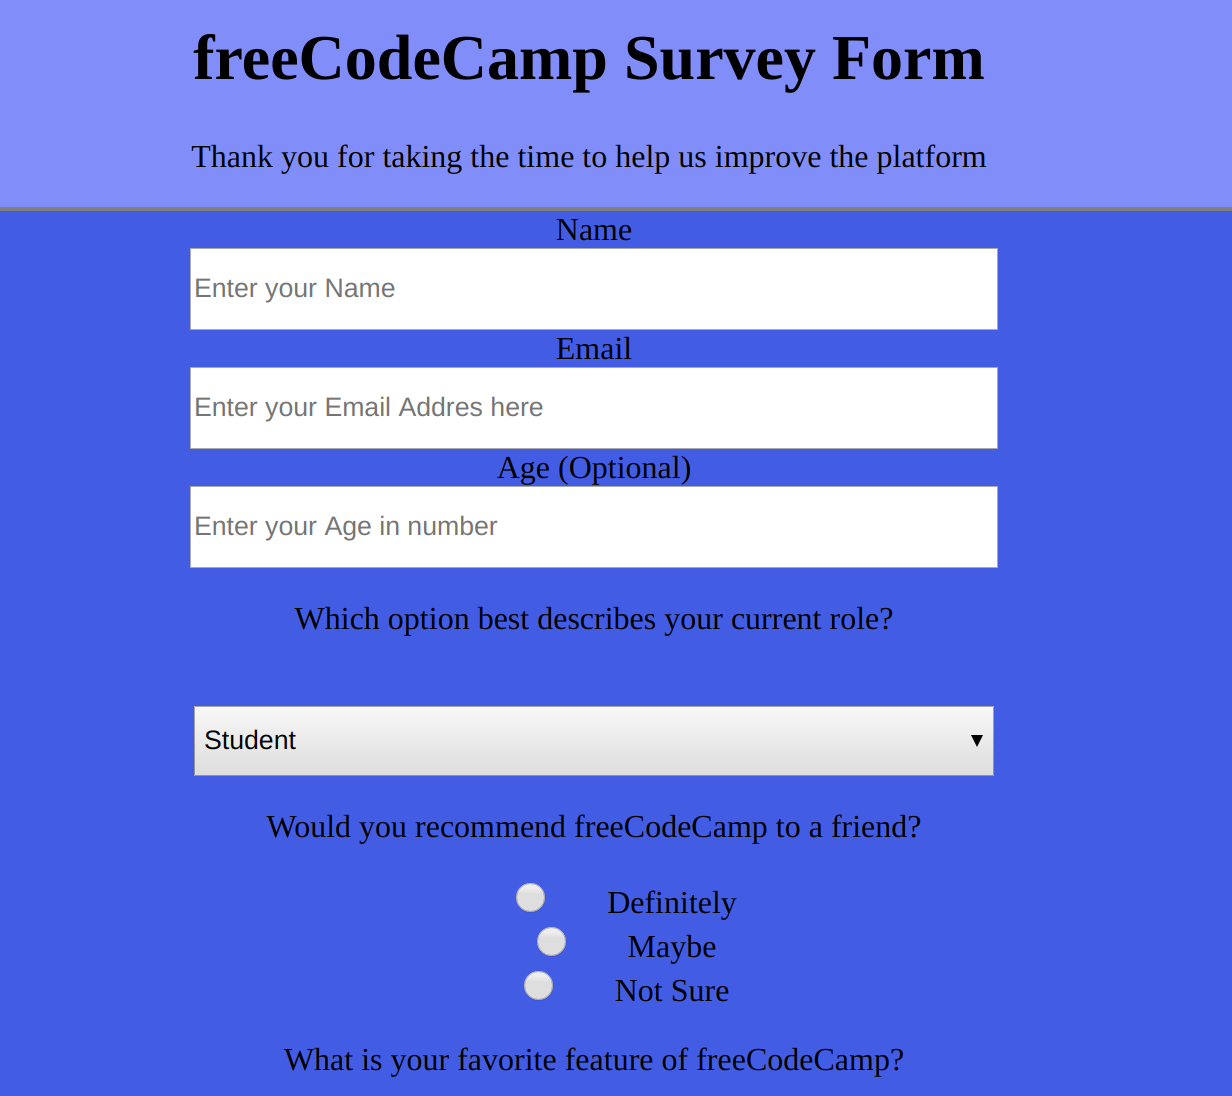 freeCodeCamp Survey Form
Thank you for taking the time to help us improve the platform
Name
Enter your Name
Email
Enter your Email Addres here
Age (Optional)
Enter your Age in number
Which option best describes your current role?
Student
Would you recommend freeCodeCamp to a friend?
Definitely
Maybe
Not Sure
What is your favorite feature of freeCodeCamp?